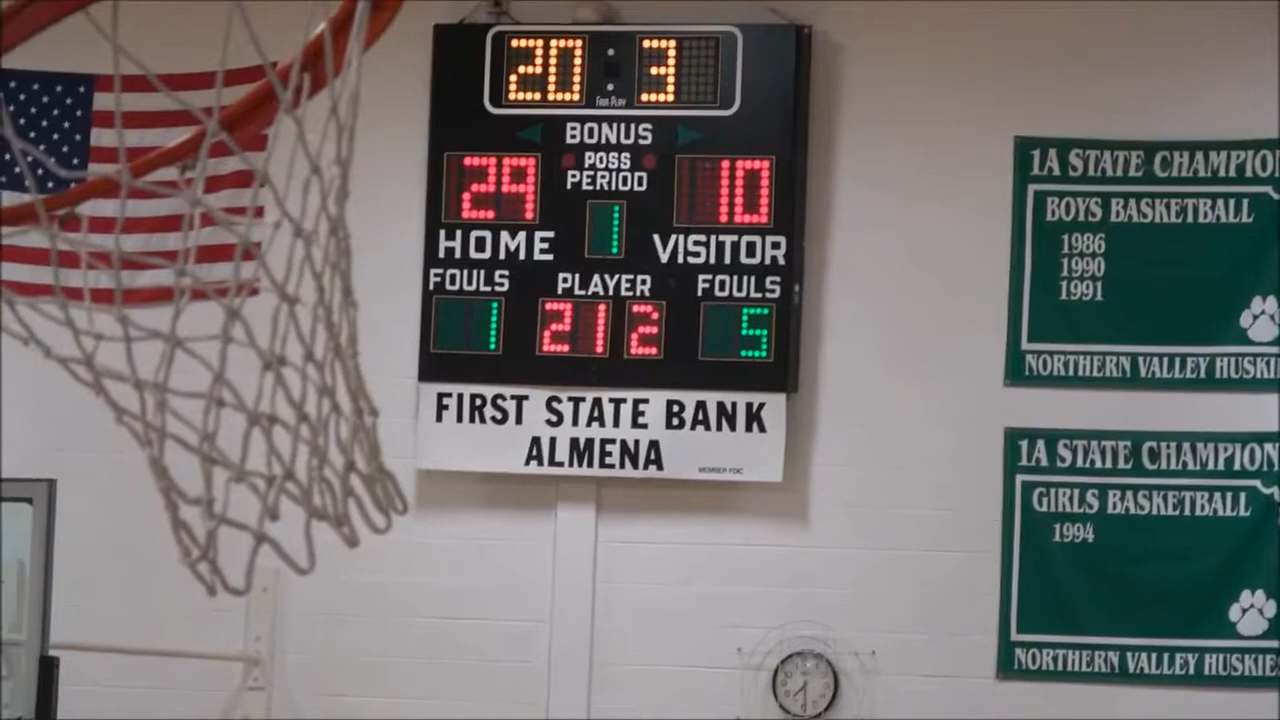 20 : 3
FAIR-PLAY
BONUS
29 POSS 10
PERIOD
1
HOME VISITOR
FOULS PLAYER FOULS
1 21 2 5
FIRST STATE BANK
ALMENA
MEMBER FDIC
1A STATE CHAMPIO
BOYS BASKETBALL
1986
1990
1991
NORTHERN VALLEY HUSKI
1A STATE CHAMPION
GIRLS BASKETBALL
1994
NORTHERN VALLEY HUSKIE